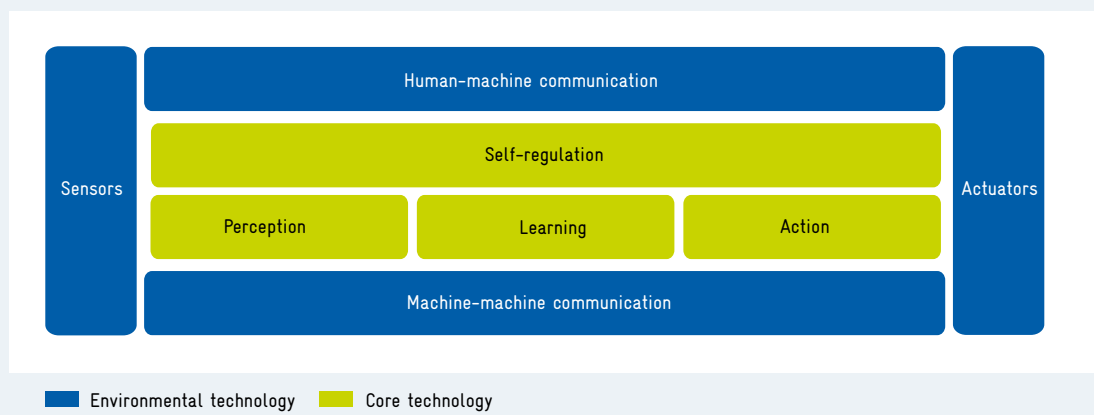 Human-machine communication
Self-regulation
Sensors
Actuators
Perception
Learning
Action
Machine-machine communication
Environmental technology
Core technology